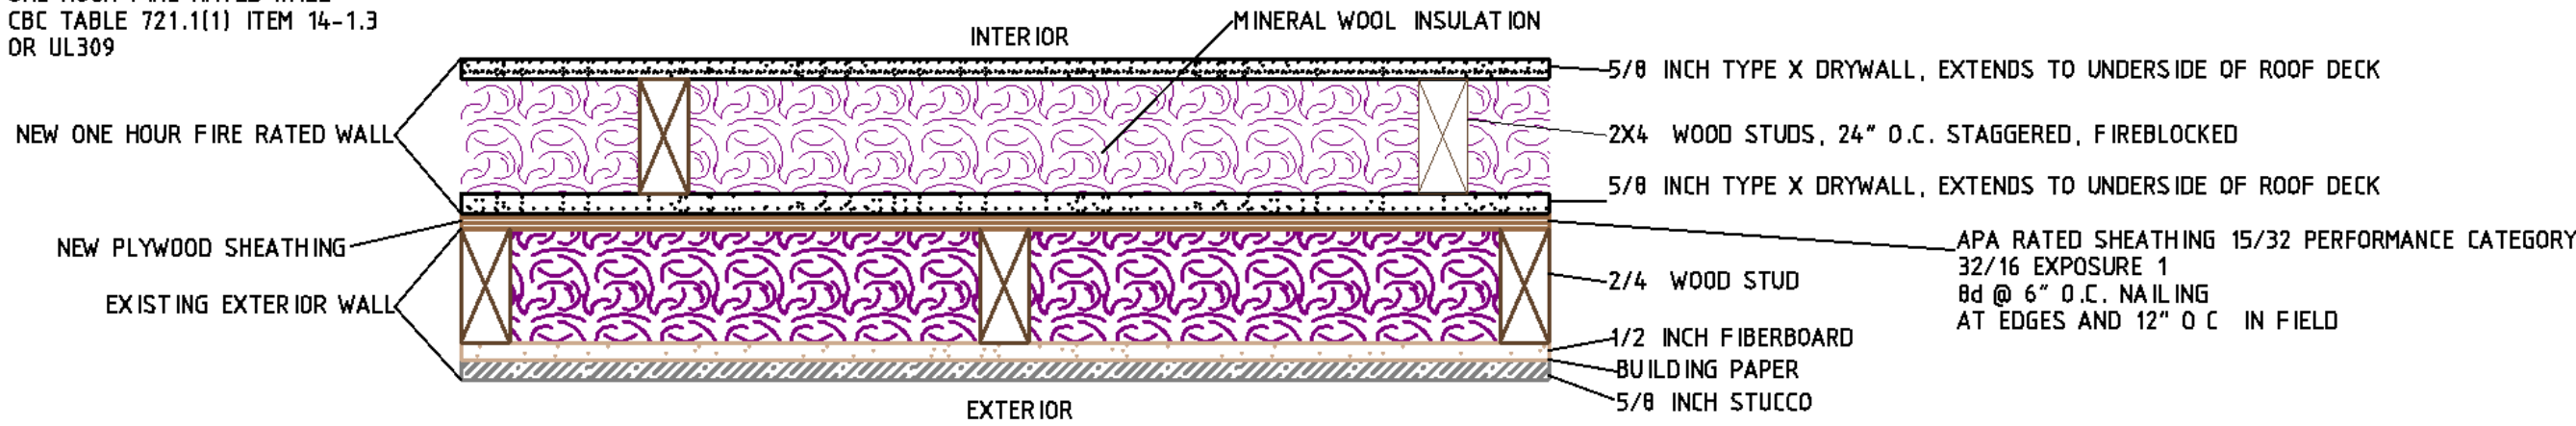 CBC TABLE 721.1(1) ITEM 14-1.3
OR UL309
INTERIOR
MINERAL WOOL INSULATION
5/8 INCH TYPE X DRYWALL, EXTENDS TO UNDERSIDE OF ROOF DECK
NEW ONE HOUR FIRE RATED WALL
2X4 WOOD STUDS, 24" O.C. STAGGERED, FIREBLOCKED
5/8 INCH TYPE X DRYWALL, EXTENDS TO UNDERSIDE OF ROOF DECK
NEW PLYWOOD SHEATHING
APA RATED SHEATHING 15/32 PERFORMANCE CATEGORY
32/16 EXPOSURE 1
8d @ 6" O.C. NAILING
AT EDGES AND 12" O C IN FIELD
2/4 WOOD STUD
EXISTING EXTERIOR WALL
1/2 INCH FIBERBOARD
BUILDING PAPER
5/8 INCH STUCCO
EXTERIOR